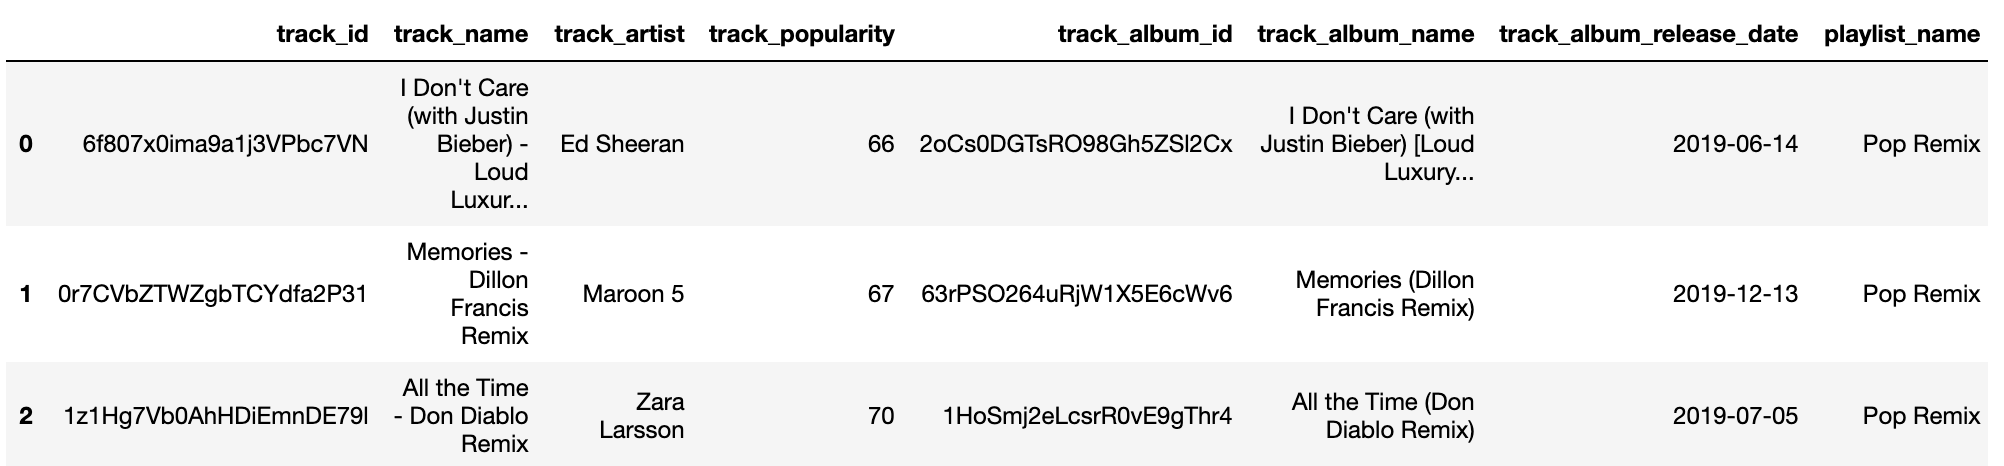 track_id track_name track_artist track_popularity track_album_id track_album_name track_album_release_date playlist_name
I Don't Care
(with Justin I Don't Care (with
0 6f807x0ima9a1j3VPbc7VN Bieber) - Ed Sheeran 66 2oCs0DGTsRO98Gh5ZSl2Cx Justin Bieber) [Loud 2019-06-14 Pop Remix
Loud Luxury...
Luxur...
Memories -
Dillon Memories (Dillon
1 0r7CVbZTWZgbTCYdfa2P31 Maroon 5 67 63rPSO264uRjW1X5E6cWv6 2019-12-13 Pop Remix
Francis Francis Remix)
Remix
All the Time Zara All the Time (Don
2 1z1Hg7Vb0AhHDiEmnDE79l - Don Diablo 70 1HoSmj2eLcsrR0vE9gThr4 2019-07-05 Pop Remix
Remix Larsson Diablo Remix)